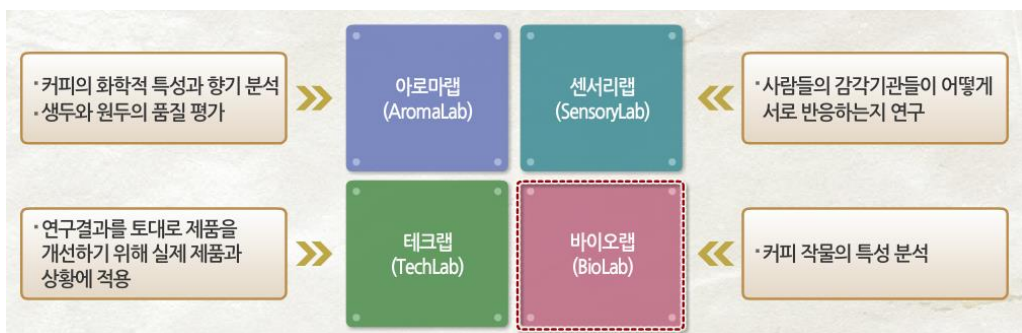 · 커피의 화학적 특성과 향기 분석
· 생두와 원두의 품질 평가
아로마랩
(AromaLab)
센서리랩
(SensoryLab)
· 사람들의 감각기관들이 어떻게
서로 반응하는지 연구
· 연구결과를 토대로 제품을
개선하기 위해 실제 제품과
상황에 적용
테크랩
(TechLab)
바이오랩
(BioLab)
· 커피 작물의 특성 분석